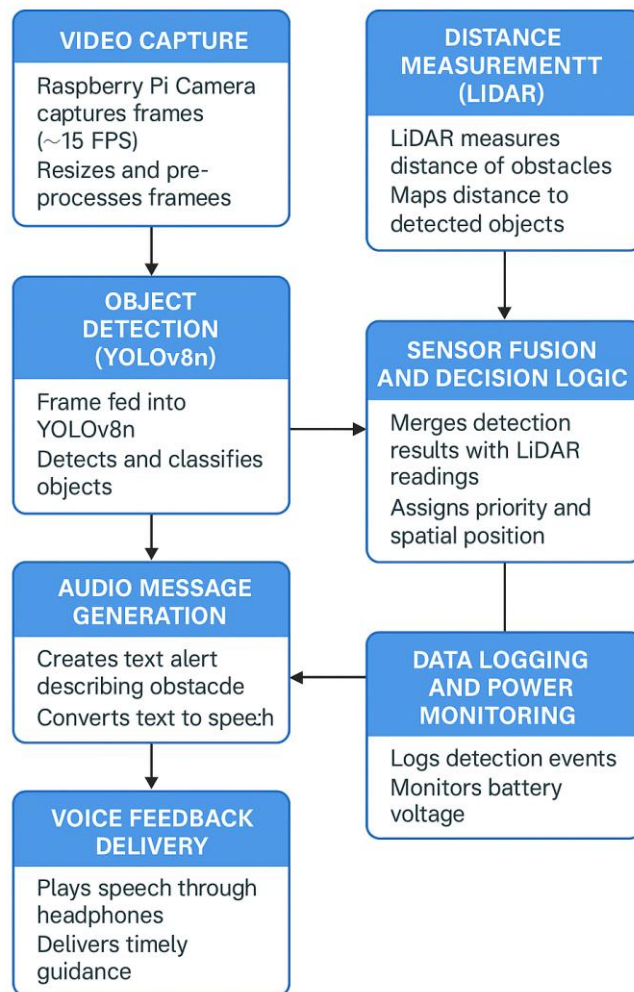 VIDEO CAPTURE
Raspberry Pi Camera
captures frames
(~15 FPS)
Resizes and pre-
processes framees
OBJECT
DETECTION
(YOLOv8n)
Frame fed into
YOLOv8n
Detects and classifies
objects
AUDIO MESSAGE
GENERATION
Creates text alert
describing obstacde
Converts text to speech
VOICE FEEDBACK
DELIVERY
Plays speech through
headphones
Delivers timely
guidance
DISTANCE
MEASUREMENTT
(LIDAR)
LiDAR measures
distance of obstacles
Maps distance to
detected objects
SENSOR FUSION
AND DECISION LOGIC
Merges detection
results with LiDAR
readings
Assigns priority and
spatial position
DATA LOGGING
AND POWER
MONITORING
Logs detection events
Monitors battery
voltage